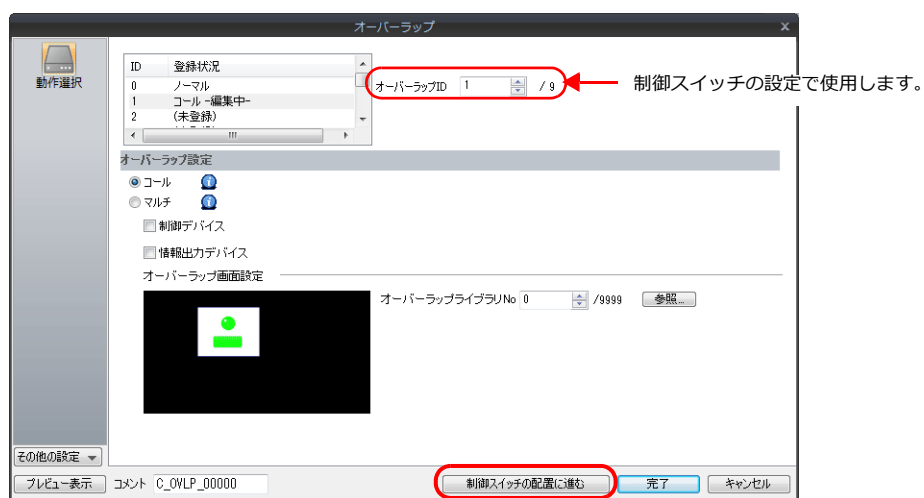 オーバーラップ
x
動作選択
ID 登録状況
0 ノーマル
1 コール -編集中-
2 (未登録)
オーバーラップID 1 / 9
制御スイッチの設定で使用します。
オーバーラップ設定
コール
マルチ
制御デバイス
情報出力デバイス
オーバーラップ画面設定
オーバーラップライブラリNo 0 /9999 参照...
その他の設定
プレビュー表示 コメント C_OVLP_00000 制御スイッチの配置に進む 完了 キャンセル